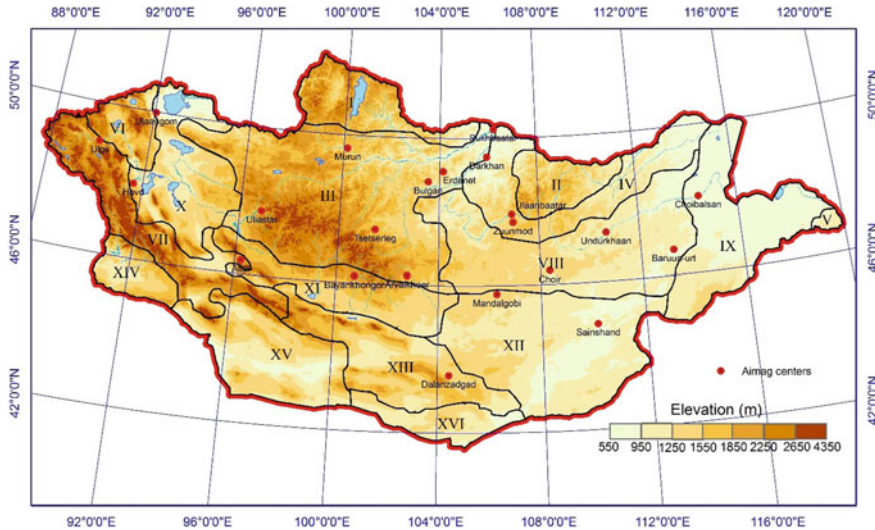 88°0'0"E 92°0'0"E 96°0'0"E 100°0'0"E 104°0'0"E 108°0'0"E 112°0'0"E 116°0'0"E 120°0'0"E
50°0'0"N
50°0'0"N
46°0'0"N
46°0'0"N
42°0'0"N
42°0'0"N
I
Ulaangom
VI
Ulgii
Sukhbaatar
Murun
Darkhan
Erdenet
II
IV
Hovd
III
Bulgan
X
Ulaanbaatar
Choibalsan
Uliastai
Zuunmod
V
Tsetserleg
Undurkhaan
VII
VIII
Baruun-urt
IX
Altai
Choir
XIV
XI
Bayankhongor
Arvaikheer
Mandalgobi
Sainshand
XII
XV
XIII
Aimag centers
Dalanzadgad
XVI
Elevation (m)
550 950 1250 1550 1850 2250 2650 4350
92°0'0"E 96°0'0"E 100°0'0"E 104°0'0"E 108°0'0"E 112°0'0"E 116°0'0"E